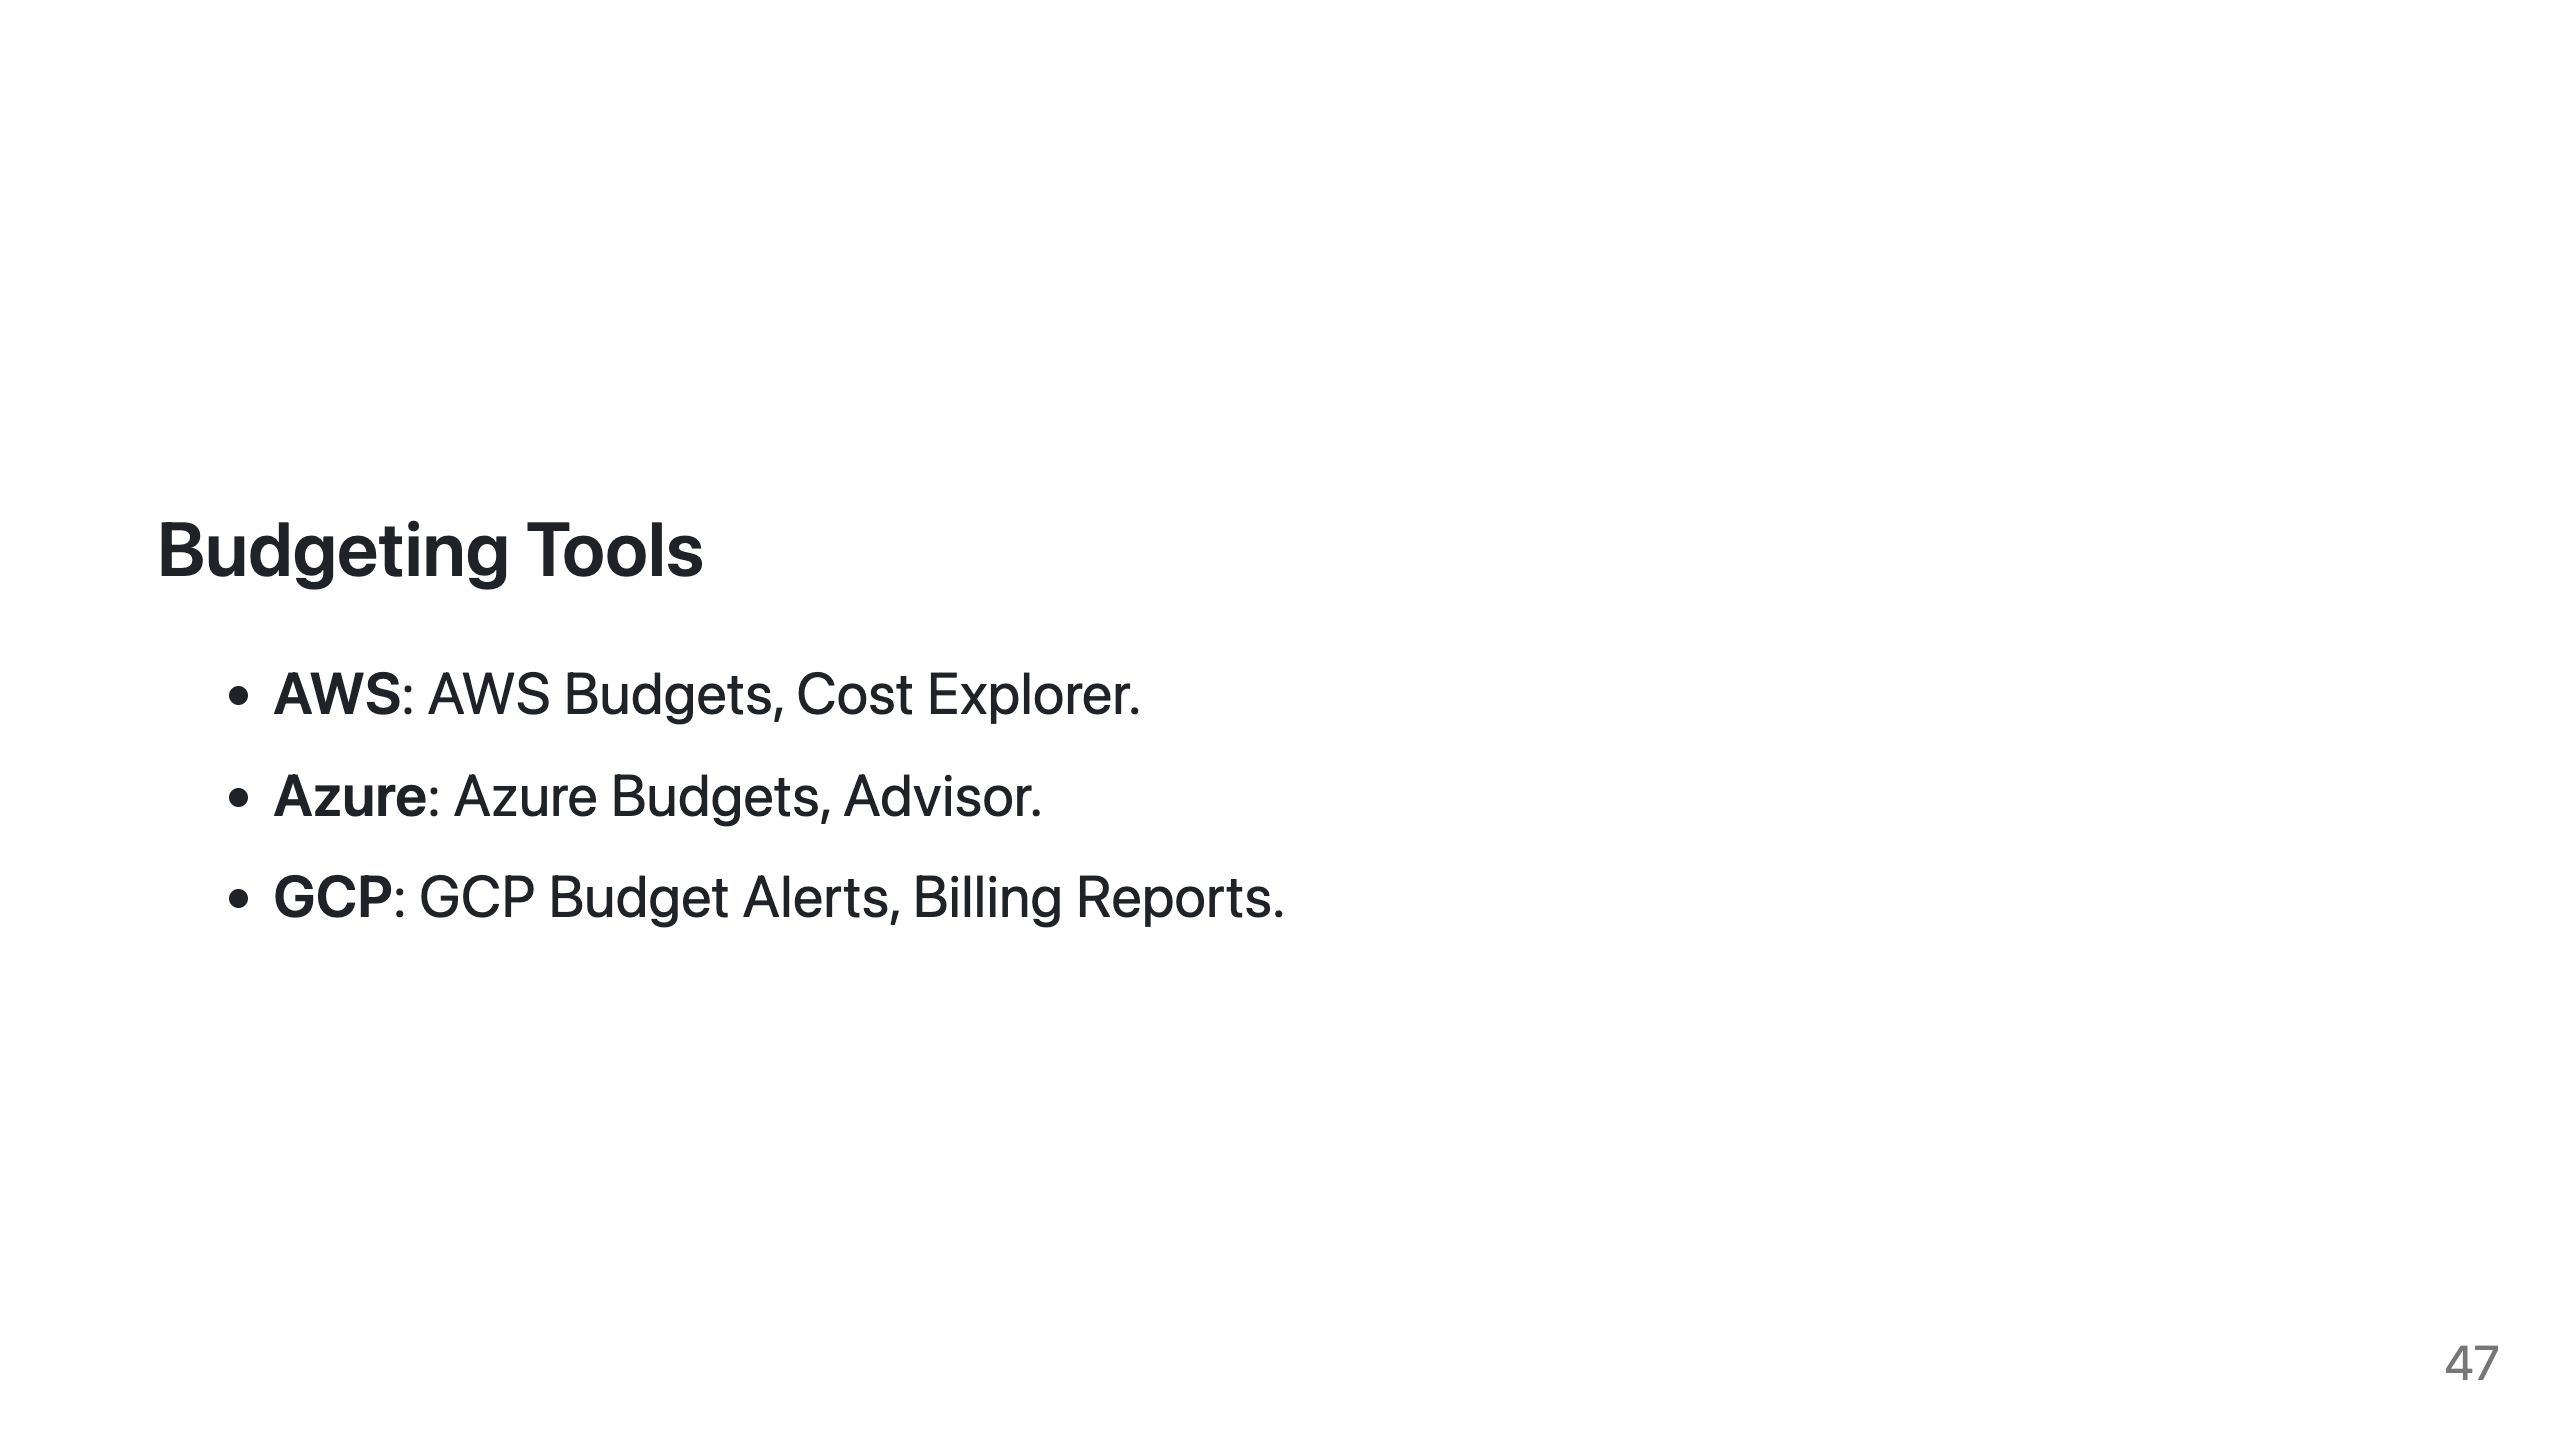 Budgeting Tools
• AWS: AWS Budgets, Cost Explorer.
• Azure: Azure Budgets, Advisor.
• GCP: GCP Budget Alerts, Billing Reports.
47